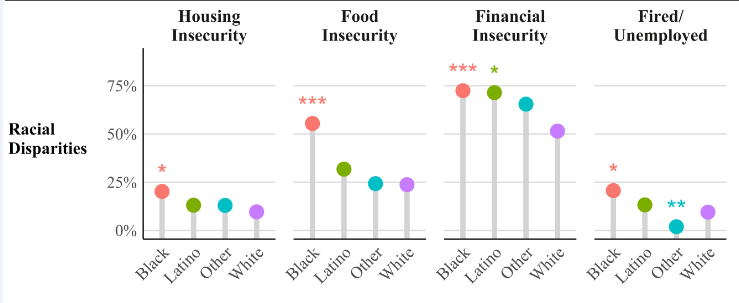 Housing
Insecurity
Food
Insecurity
Financial
Insecurity
Fired/
Unemployed
Racial
Disparities
75%
50%
25%
0%
*
***
*** *
* **
Black Latino Other White
Black Latino Other White
Black Latino Other White
Black Latino Other White